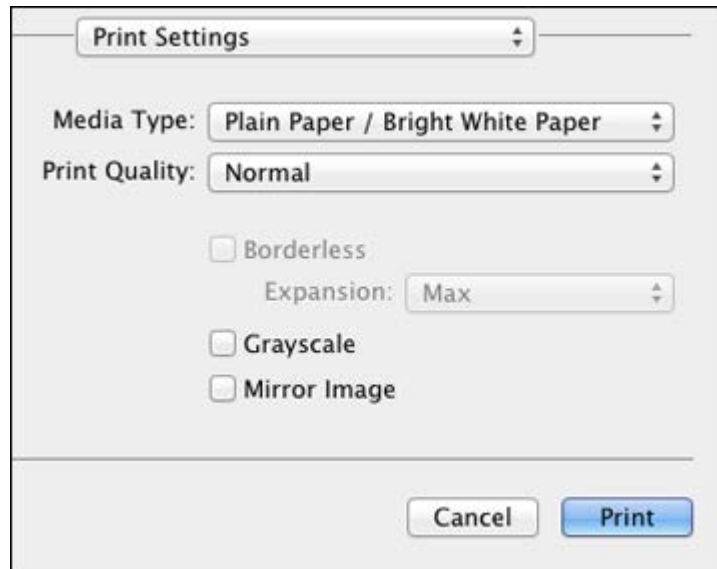 Print Settings
Media Type: Plain Paper / Bright White Paper
Print Quality: Normal
Borderless
Expansion: Max
Grayscale
Mirror Image
Cancel Print